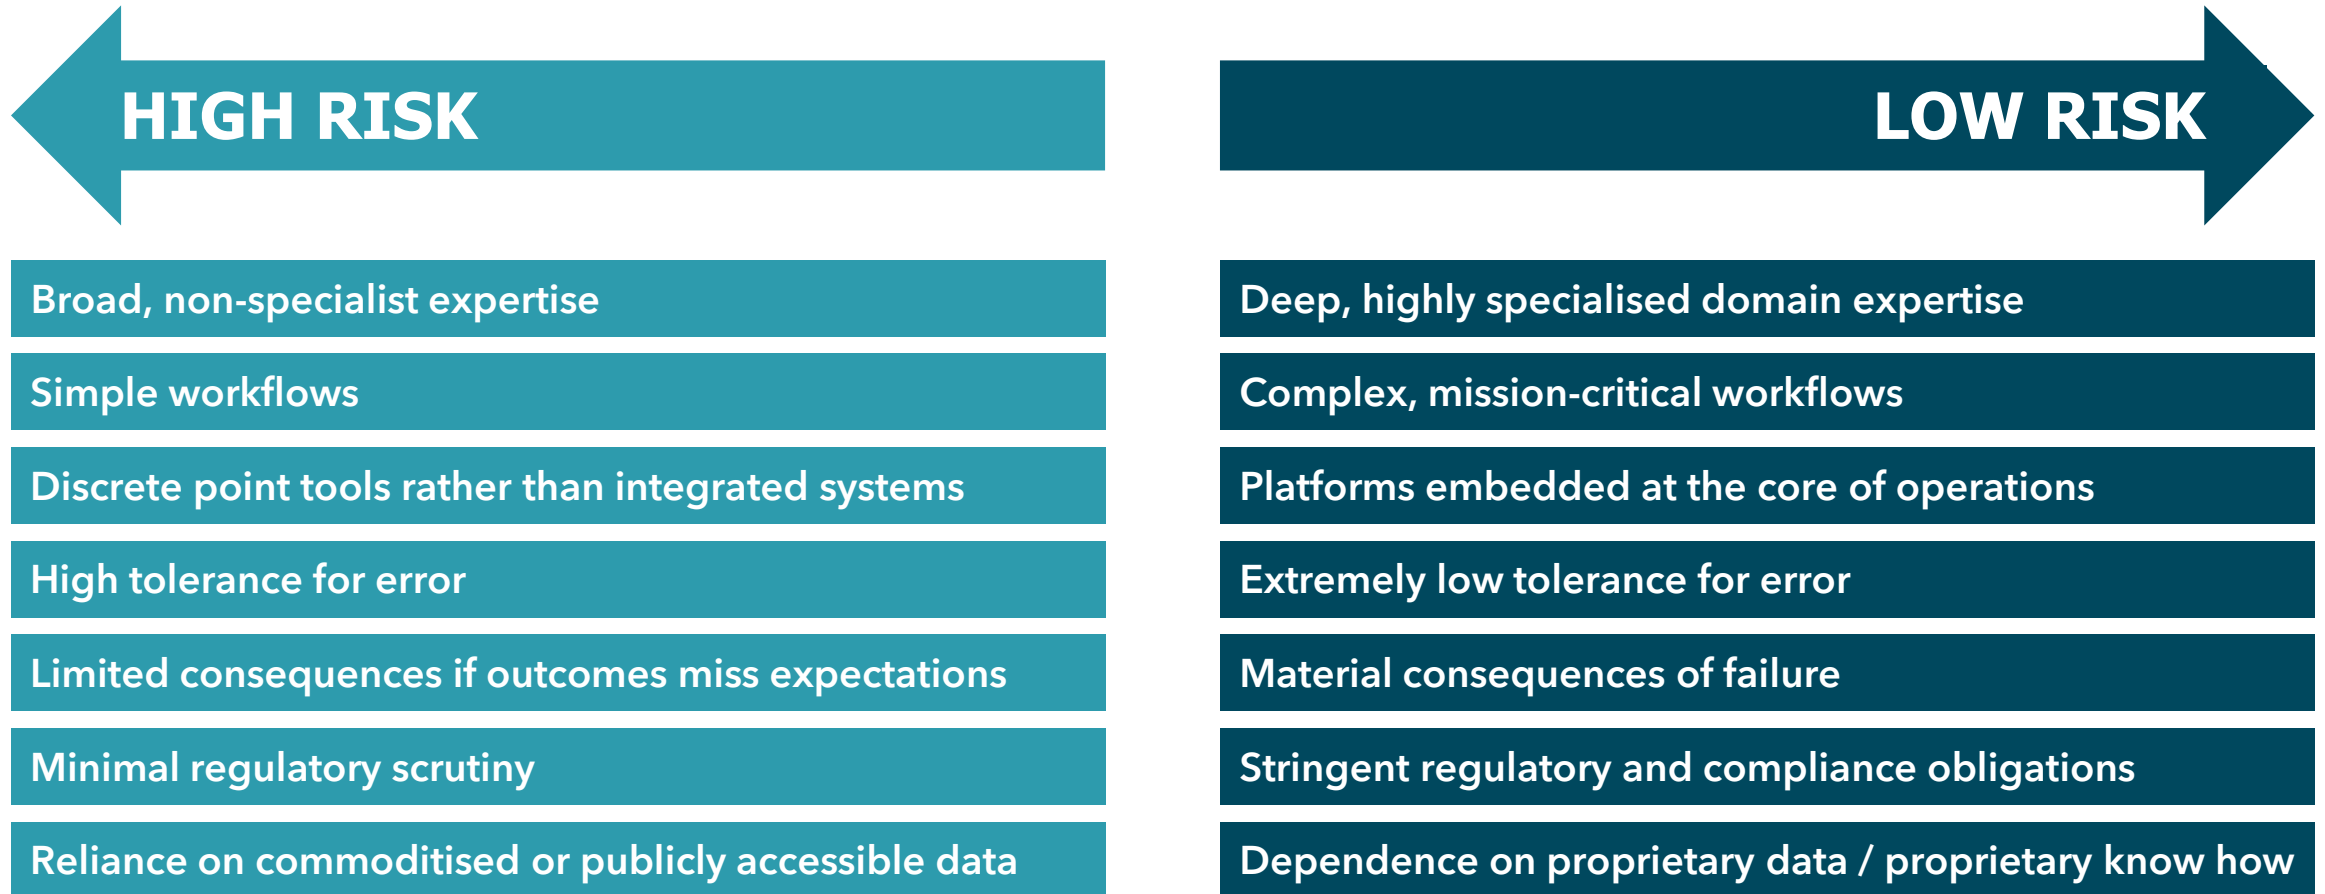 HIGH RISK
LOW RISK
Broad, non-specialist expertise
Deep, highly specialised domain expertise
Simple workflows
Complex, mission-critical workflows
Discrete point tools rather than integrated systems
Platforms embedded at the core of operations
High tolerance for error
Extremely low tolerance for error
Limited consequences if outcomes miss expectations
Material consequences of failure
Minimal regulatory scrutiny
Stringent regulatory and compliance obligations
Reliance on commoditised or publicly accessible data
Dependence on proprietary data / proprietary know how